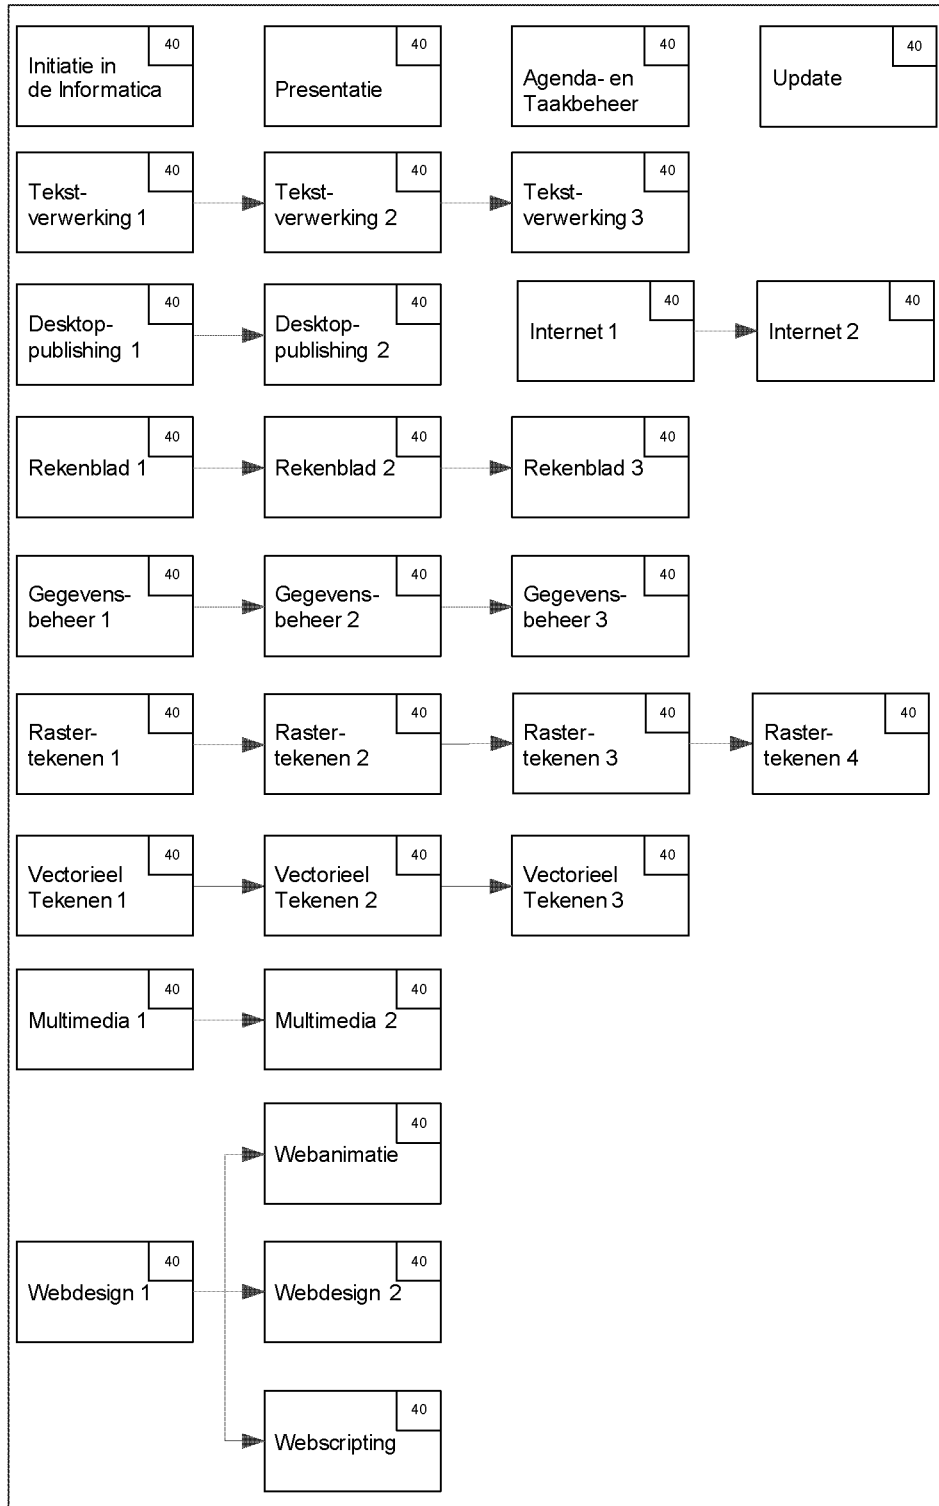 40
Initiatie in
de Informatica
40
Presentatie
40
Agenda- en
Taakbeheer
40
Update
40
Tekst-
verwerking 1
40
Tekst-
verwerking 2
40
Tekst-
verwerking 3
40
Desktop-
publishing 1
40
Desktop-
publishing 2
40
Internet 1
40
Internet 2
40
Rekenblad 1
40
Rekenblad 2
40
Rekenblad 3
40
Gegevens-
beheer 1
40
Gegevens-
beheer 2
40
Gegevens-
beheer 3
40
Raster-
tekenen 1
40
Raster-
tekenen 2
40
Raster-
tekenen 3
40
Raster-
tekenen 4
40
Vectorieel
Tekenen 1
40
Vectorieel
Tekenen 2
40
Vectorieel
Tekenen 3
40
Multimedia 1
40
Multimedia 2
40
Webanimatie
40
Webdesign 1
40
Webdesign 2
40
Webscripting